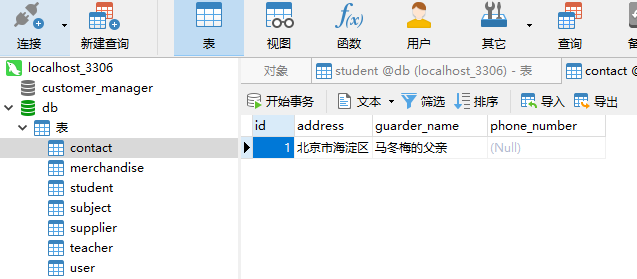 连接 新建查询 表 视图 函数 用户 其它 查询
localhost_3306
customer_manager
db
表
contact
merchandise
student
subject
supplier
teacher
user
对象 student @db (localhost_3306) - 表 contact @
开始事务 文本 筛选 排序 导入 导出
id address guarder_name phone_number
1 北京市海淀区 马冬梅的父亲 (Null)